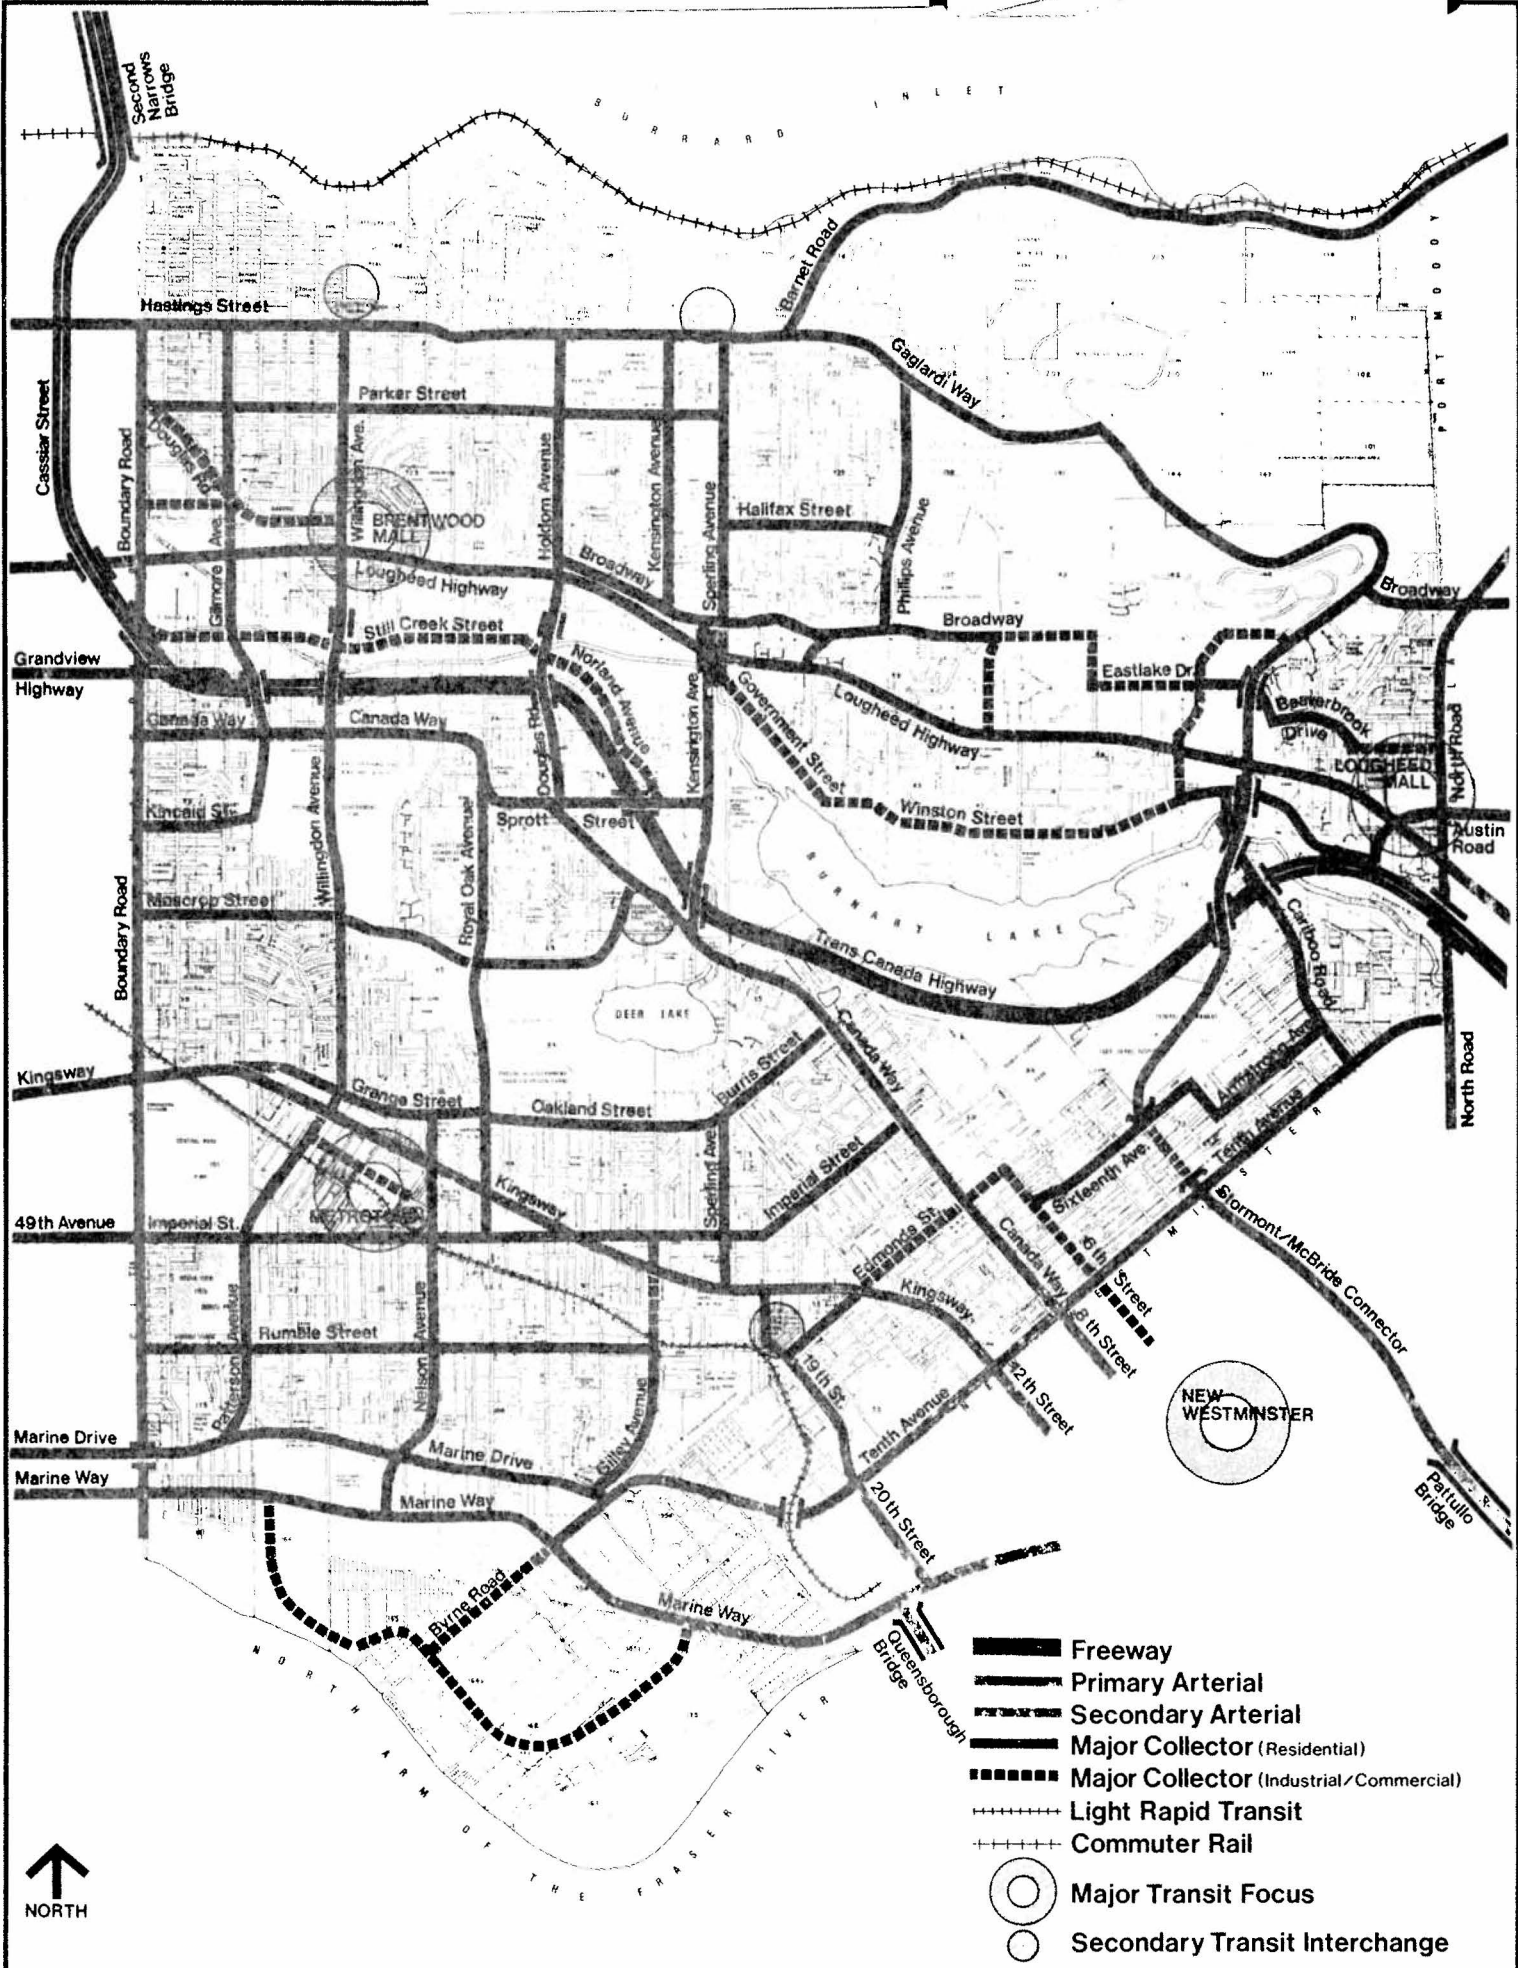 Second
Narrows
Bridge
BURRARD INLET
Barnet Road
PORT MOODY
Hastings Street
Gaglardi Way
Cassiar Street
Parker Street
Douglas Rd.
Boundary Road
Willingdon Ave.
Holdom Avenue
Kensington Avenue
Sperling Avenue
Halifax Street
Phillips Avenue
BRENTWOOD
MALL
Gilmore Ave.
Lougheed Highway
Broadway
Broadway
Broadway
Still Creek Street
Grandview
Highway
Norland Avenue
Eastlake Dr.
Canada Way
Canada Way
Douglas Rd.
Kensington Ave.
Government Street
Lougheed Highway
Beaverbrook
Drive
North Road
LOUGHEED
MALL
Willingdon Avenue
Royal Oak Avenue
Kincaid St.
Sprott Street
Winston Street
Austin
Road
BURNABY LAKE
Boundary Road
Moscrop Street
Cariboo Road
Trans Canada Highway
DEER LAKE
Canada Way
Burris Street
Armstrong Ave.
Kingsway
Grange Street
Oakland Street
North Road
Tenth Avenue
Sperling Ave.
Imperial Street
Sixteenth Ave.
CENTRAL PARK
Kingsway
49th Avenue
Imperial St.
METROTOWN
Stormont/McBride Connector
Edmonds St.
Canada Way
6th Street
Kingsway
8th Street
Patterson Avenue
Rumble Street
Nelson Avenue
19th St.
12th Street
NEW
WESTMINSTER
Gilley Avenue
Tenth Avenue
Marine Drive
Marine Drive
Marine Way
Marine Way
20th Street
Pattullo
Bridge
Byrne Road
Marine Way
Queensborough
Bridge
NORTH ARM OF THE FRASER RIVER
Freeway
Primary Arterial
Secondary Arterial
Major Collector (Residential)
Major Collector (Industrial/Commercial)
Light Rapid Transit
Commuter Rail
Major Transit Focus
Secondary Transit Interchange
NORTH